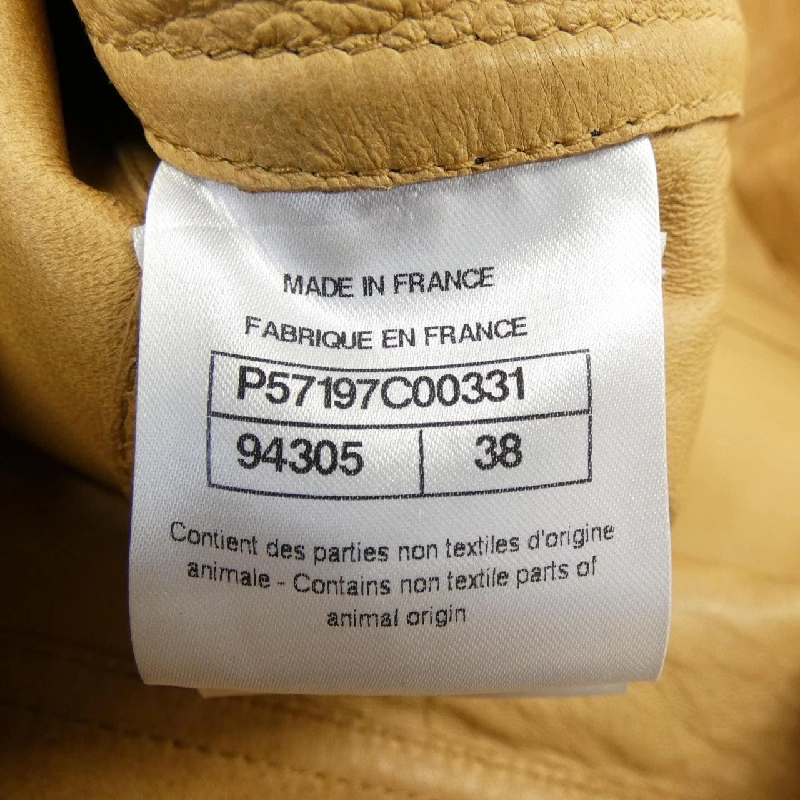 MADE IN FRANCE
FABRIQUE EN FRANCE
P57197C00331
94305 38
Contient des parties non textiles d'origine
animale - Contains non textile parts of
animal origin